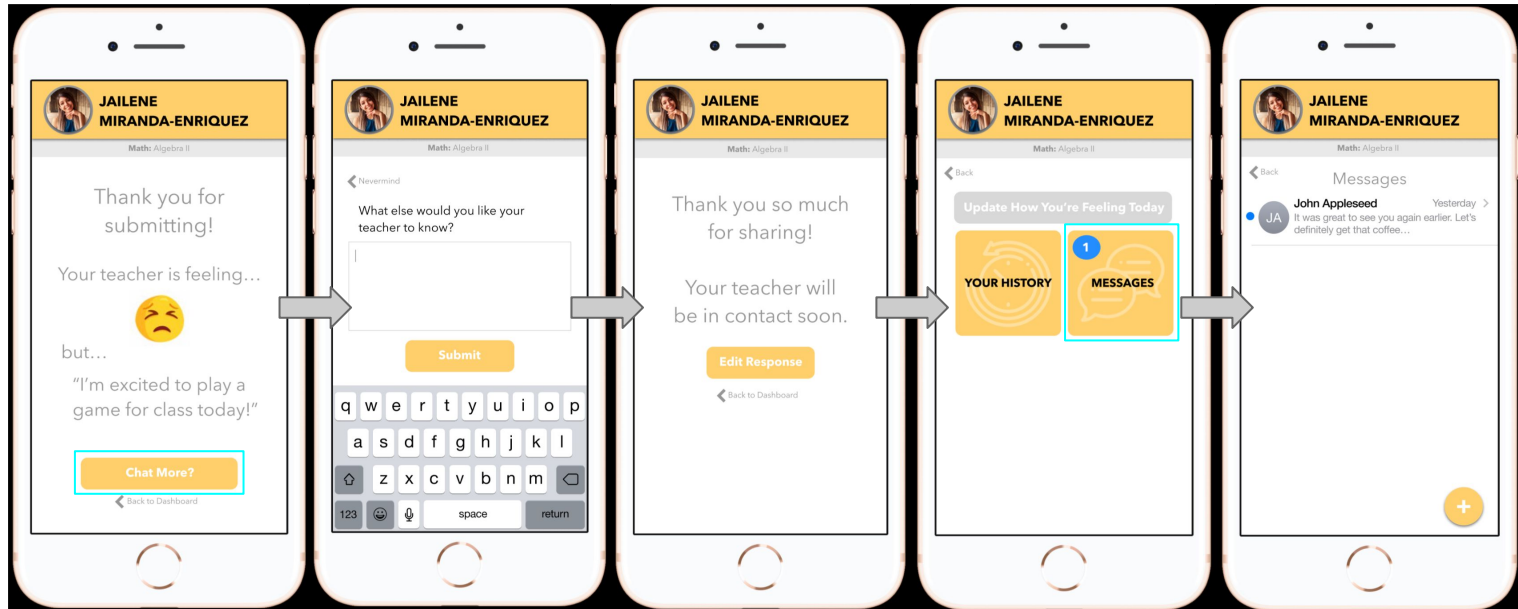 JAILENE
MIRANDA-ENRIQUEZ
Math: Algebra II
Thank you for
submitting!
Your teacher is feeling...
but...
"I'm excited to play a
game for class today!"
Chat More?
Back to Dashboard
JAILENE
MIRANDA-ENRIQUEZ
Math: Algebra II
Nevermind
What else would you like your
teacher to know?
Submit
q w e r t y u i o p
a s d f g h j k l
z x c v b n m
123 space return
JAILENE
MIRANDA-ENRIQUEZ
Math: Algebra II
Thank you so much
for sharing!
Your teacher will
be in contact soon.
Edit Response
Back to Dashboard
JAILENE
MIRANDA-ENRIQUEZ
Math: Algebra II
Back
Update How You're Feeling Today
1
YOUR HISTORY MESSAGES
JAILENE
MIRANDA-ENRIQUEZ
Math: Algebra II
Back
Messages
JA
John Appleseed Yesterday
It was great to see you again earlier. Let's
definitely get that coffee...
+